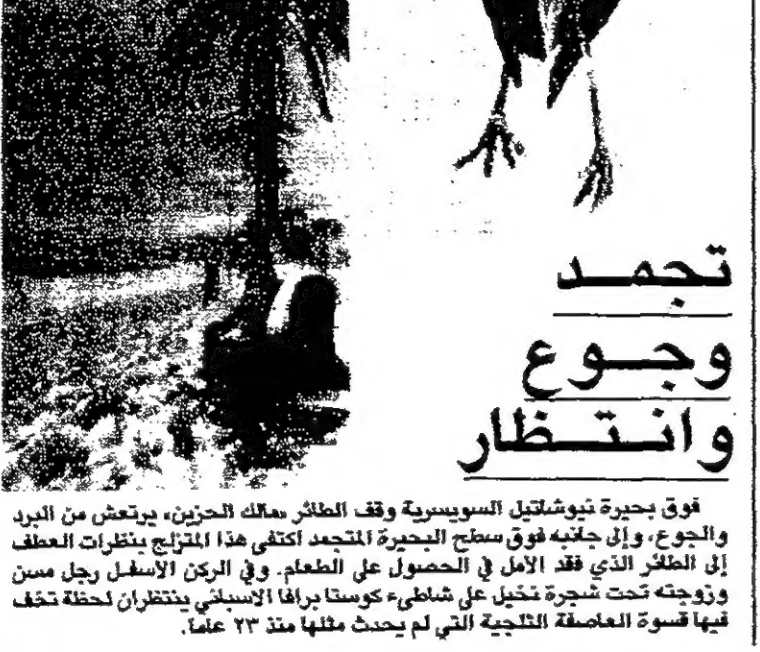 تجمد
وجوع
وانتظار
فوق بحيرة نيوشاتيل السويسرية وقف الطائر «مالك الحزين» يرتعش من البرد
والجوع، وإلى جانبه فوق سطح البحيرة المتجمد اكتفى هذا المتزلج بنظرات العطف
إلى الطائر الذي فقد الأمل في الحصول على الطعام. وفي الركن الاسفل رجل مسن
وزوجته تحت شجرة نخيل على شاطىء كوستا برافا الاسباني ينتظران لحظة تخف
فيها قسوة العاصفة الثلجية التي لم يحدث مثلها منذ ٢٣ عاما.